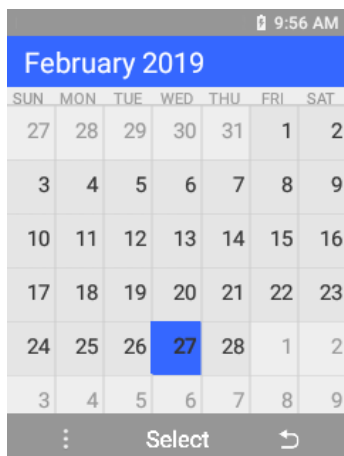 9:56 AM
February 2019
SUN MON TUE WED THU FRI SAT
27 28 29 30 31 1 2
3 4 5 6 7 8 9
10 11 12 13 14 15 16
17 18 19 20 21 22 23
24 25 26 27 28 1 2
3 4 5 6 7 8 9
Select